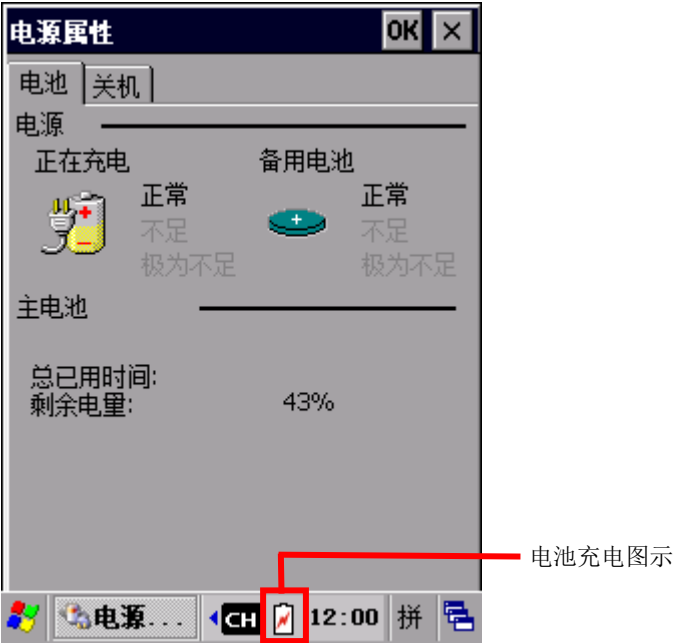 电源属性 OK ×
电池 关机
电源
正在充电 备用电池
正常 正常
不足 不足
极为不足 极为不足
主电池
总已用时间:
剩余电量: 43%
电池充电图示
电源... CH 12:00 拼